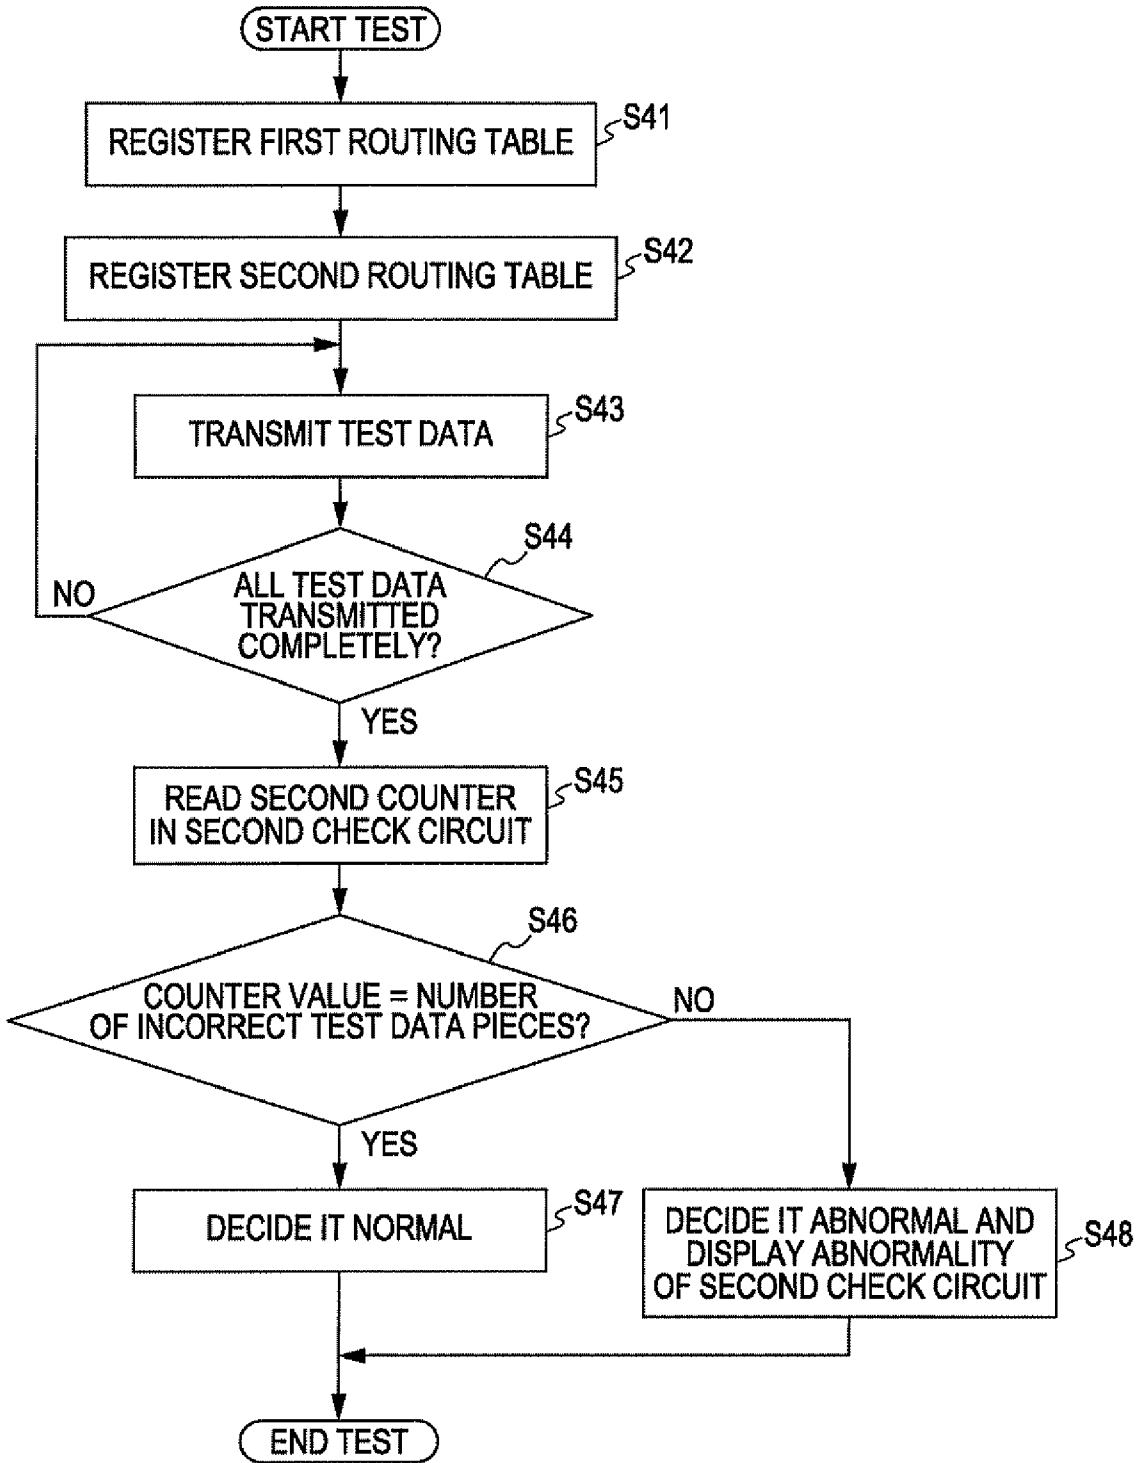 START TEST
S41
REGISTER FIRST ROUTING TABLE
S42
REGISTER SECOND ROUTING TABLE
S43
TRANSMIT TEST DATA
S44
ALL TEST DATA
TRANSMITTED
COMPLETELY?
NO
YES
S45
READ SECOND COUNTER
IN SECOND CHECK CIRCUIT
S46
COUNTER VALUE = NUMBER
OF INCORRECT TEST DATA PIECES?
NO
YES
S47
DECIDE IT NORMAL
S48
DECIDE IT ABNORMAL AND
DISPLAY ABNORMALITY
OF SECOND CHECK CIRCUIT
END TEST